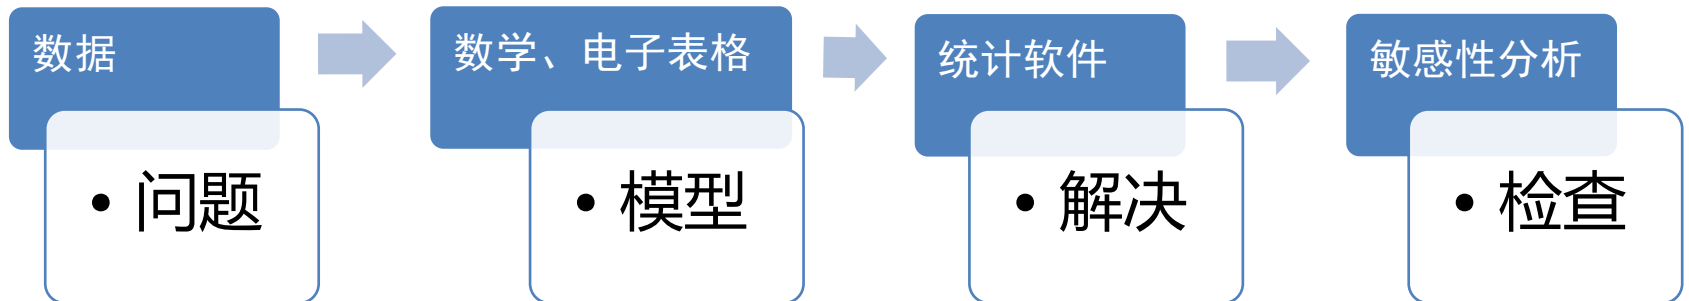 数据
• 问题
数学、电子表格
• 模型
统计软件
• 解决
敏感性分析
• 检查